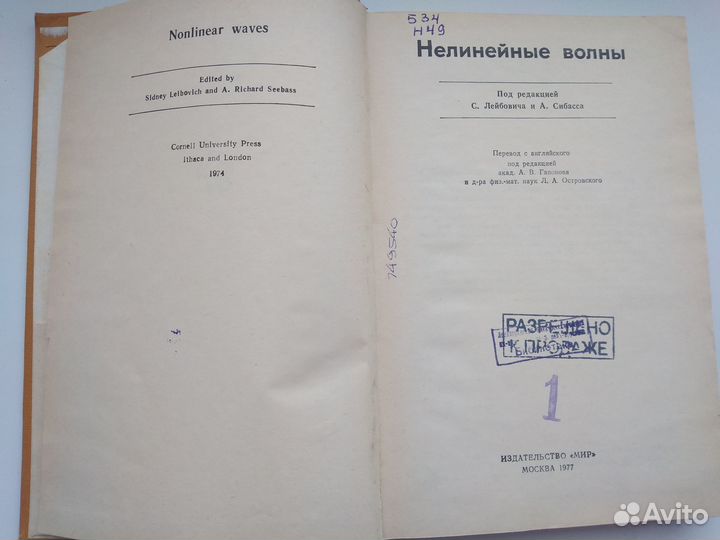 Nonlinear waves
Edited by
Sidney Leibovich and A. Richard Seebass
Cornell University Press
Ithaca and London
1974
534
Н49
Нелинейные волны
Под редакцией
С. Лейбовича и А. Сибасса
Перевод с английского
под редакцией
акад. А. В. Гапонова
и д-ра физ.-мат. наук Л. А. Островского
749540
РАЗРЕШЕНО
К ПРОДАЖЕ
1
ИЗДАТЕЛЬСТВО «МИР»
МОСКВА 1977
Avito